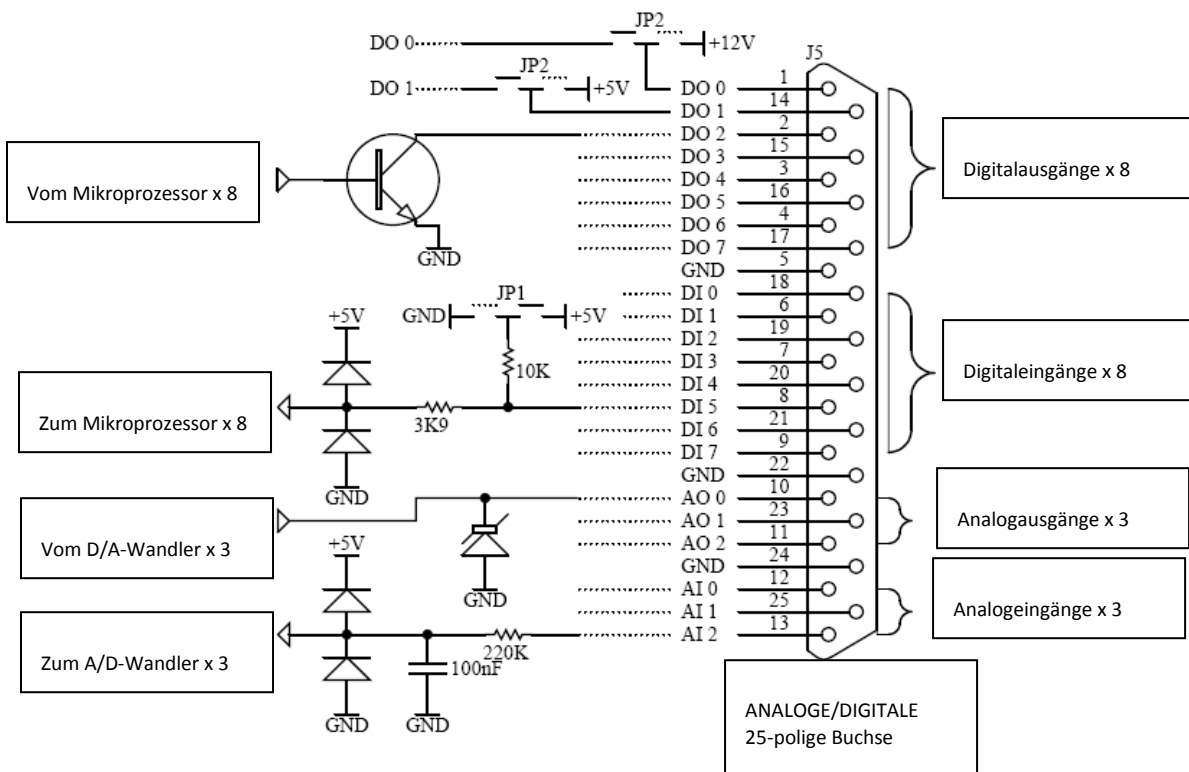 JP2
DO 0
+12V
J5
JP2
DO 1
+5V
DO 0 1
DO 1 14
DO 2 2
DO 3 15
DO 4 3
DO 5 16
DO 6 4
DO 7 17
GND 5
DI 0 18
DI 1 6
DI 2 19
DI 3 7
DI 4 20
DI 5 8
DI 6 21
DI 7 9
GND 22
AO 0 10
AO 1 23
AO 2 11
GND 24
AI 0 12
AI 1 25
AI 2 13
Vom Mikroprozessor x 8
GND
Digitalausgänge x 8
GND
JP1
+5V
+5V
10K
3K9
Zum Mikroprozessor x 8
GND
Digitaleingänge x 8
Vom D/A-Wandler x 3
GND
Analogausgänge x 3
+5V
Zum A/D-Wandler x 3
220K
100nF
GND
GND
Analogeingänge x 3
ANALOGE/DIGITALE
25-polige Buchse